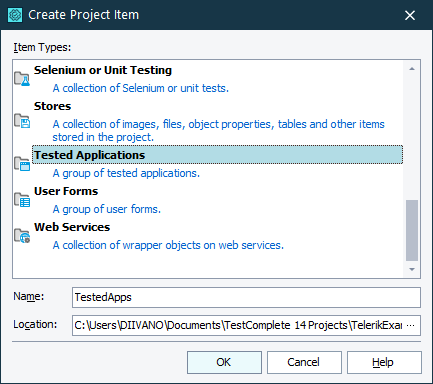 Create Project Item
Item Types:
Selenium or Unit Testing
A collection of Selenium or unit tests.
Stores
A collection of images, files, object properties, tables and other items
stored in the project.
Tested Applications
A group of tested applications.
User Forms
A group of user forms.
Web Services
A collection of wrapper objects on web services.
Name: TestedApps
Location: C:\Users\DIIVANO\Documents\TestComplete 14 Projects\TelerikExar ...
OK Cancel Help